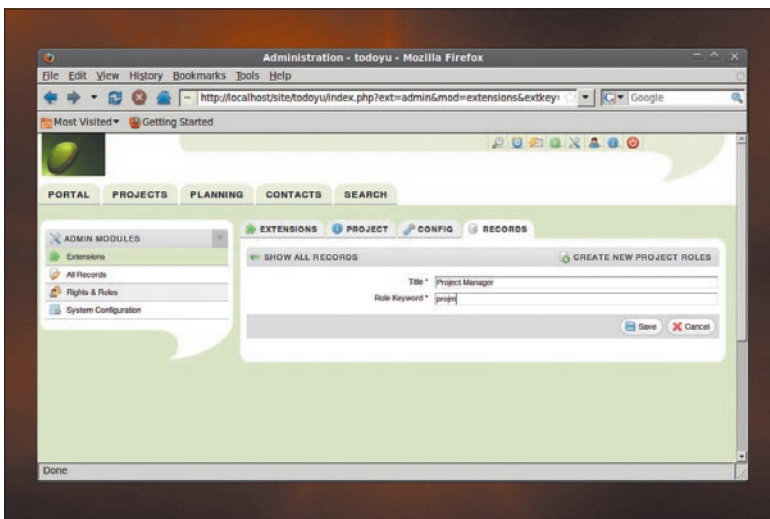 Administration - todoyu - Mozilla Firefox
File Edit View History Bookmarks Tools Help
http://localhost/site/todoyu/index.php?ext=admin&mod=extensions&extkey=
Google
Most Visited Getting Started
PORTAL PROJECTS PLANNING CONTACTS SEARCH
ADMIN MODULES
Extensions
All Records
Rights & Roles
System Configuration
EXTENSIONS PROJECT CONFIG RECORDS
SHOW ALL RECORDS CREATE NEW PROJECT ROLES
Title * Project Manager
Role Keyword * projm
Save Cancel
Done